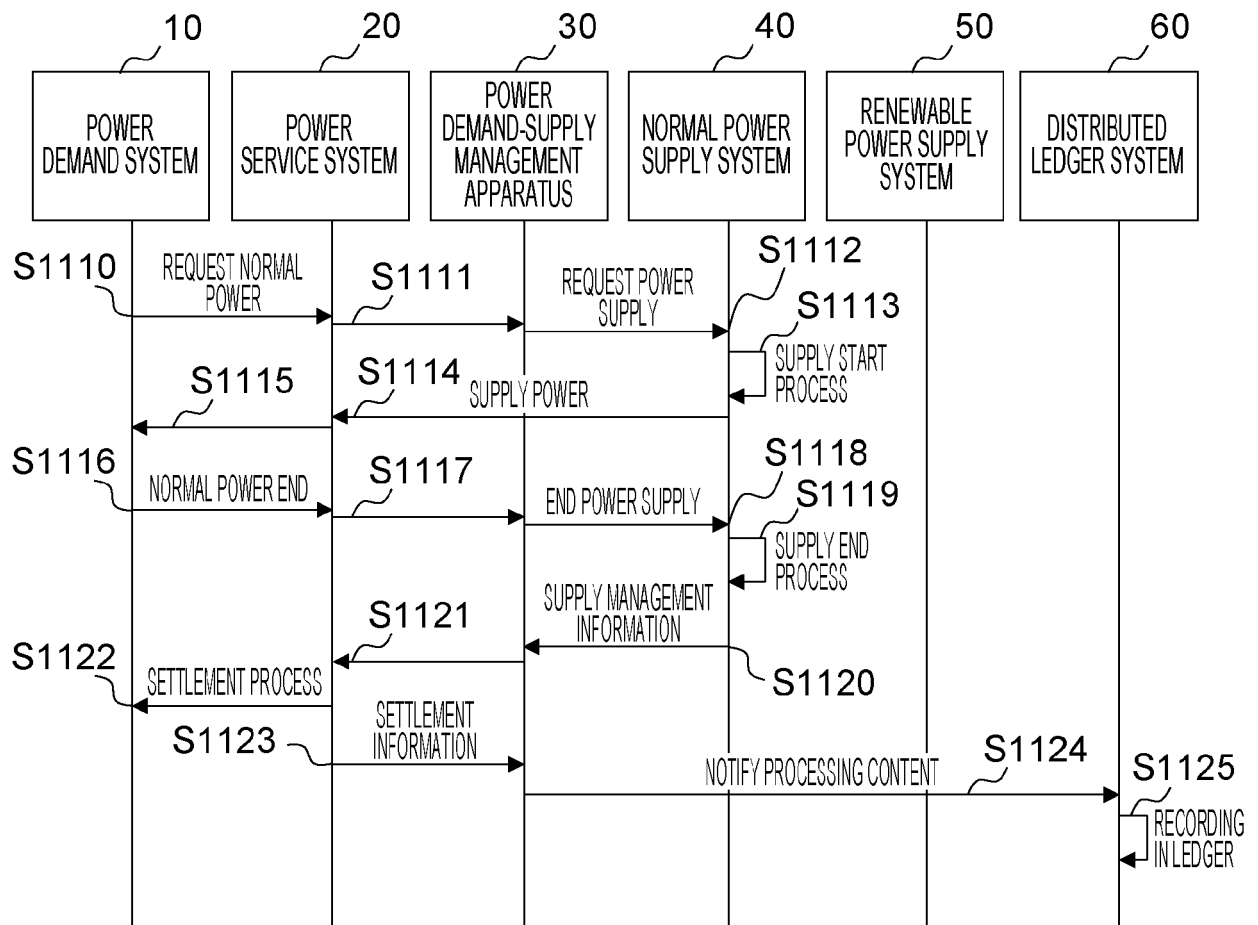 10
20
30
40
50
60
POWER
DEMAND SYSTEM
POWER
SERVICE SYSTEM
POWER
DEMAND-SUPPLY
MANAGEMENT
APPARATUS
NORMAL POWER
SUPPLY SYSTEM
RENEWABLE
POWER SUPPLY
SYSTEM
DISTRIBUTED
LEDGER SYSTEM
S1110
REQUEST NORMAL
POWER
S1111
REQUEST POWER
SUPPLY
S1112
S1113
SUPPLY START
PROCESS
S1114
SUPPLY POWER
S1115
S1116
NORMAL POWER END
S1117
END POWER SUPPLY
S1118
S1119
SUPPLY END
PROCESS
SUPPLY MANAGEMENT
INFORMATION
S1120
S1121
S1122
SETTLEMENT PROCESS
S1123
SETTLEMENT
INFORMATION
NOTIFY PROCESSING CONTENT
S1124
S1125
RECORDING
IN LEDGER